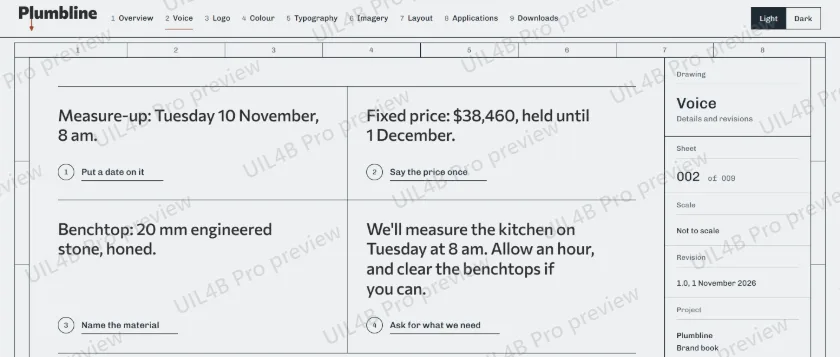 Plumbline
1 Overview
2 Voice
3 Logo
4 Colour
5 Typography
6 Imagery
7 Layout
8 Applications
9 Downloads
Light
Dark
1
2
3
4
5
6
7
8
Measure-up: Tuesday 10 November,
8 am.
1 Put a date on it
Fixed price: $38,460, held until
1 December.
2 Say the price once
Benchtop: 20 mm engineered
stone, honed.
3 Name the material
We'll measure the kitchen on
Tuesday at 8 am. Allow an hour,
and clear the benchtops if
you can.
4 Ask for what we need
Drawing
Voice
Details and revisions
Sheet
002 of 009
Scale
Not to scale
Revision
1.0, 1 November 2026
Project
Plumbline
Brand book
UIL4B Pro preview